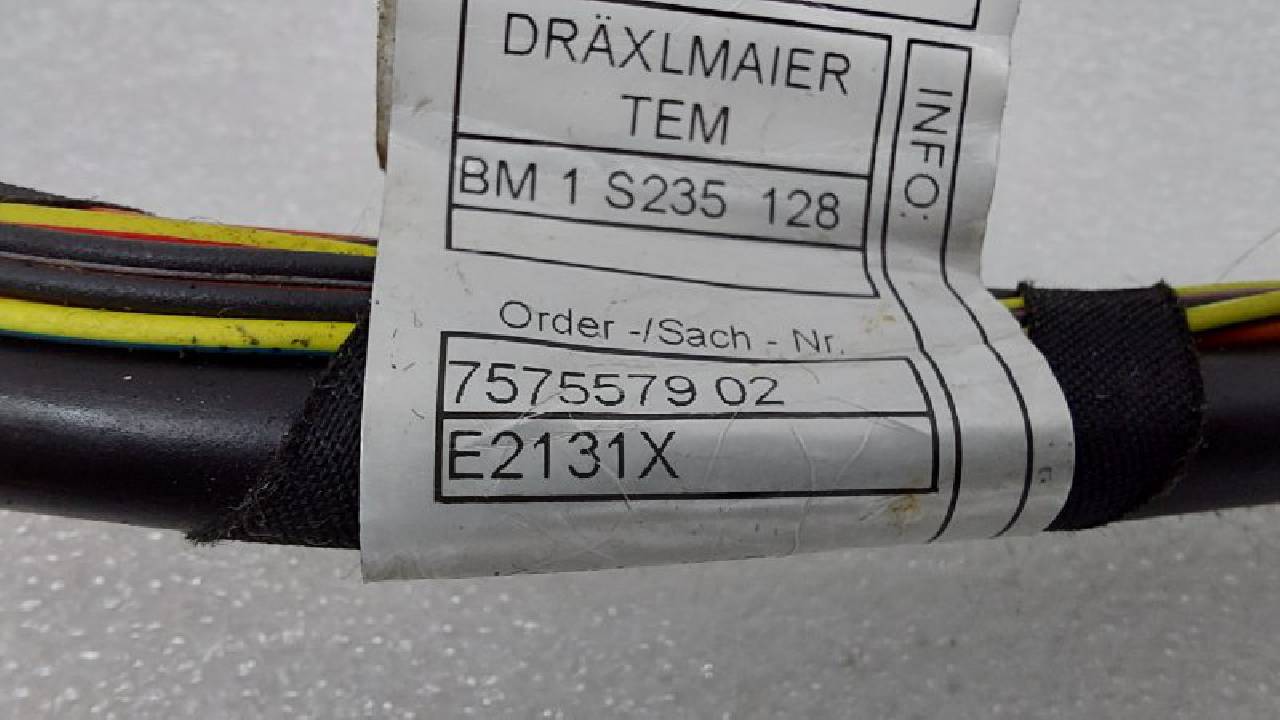 DRÄXLMAIER
TEM
BM 1 S235 128
INFO:
Order -/Sach - Nr.
7575579 02
E2131X